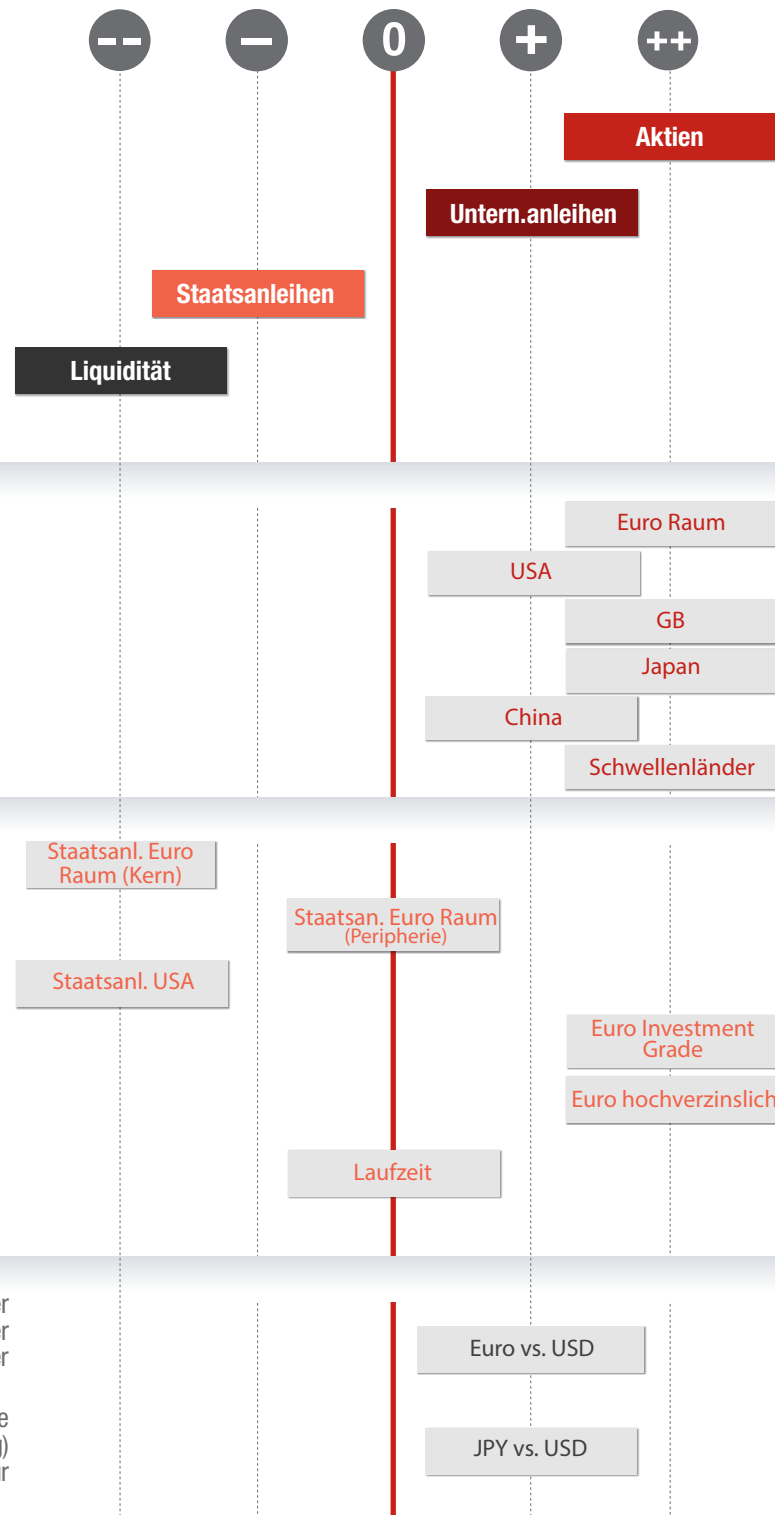 --
-
0
+
++
Aktien
Untern.anleihen
Staatsanleihen
Liquidität
Euro Raum
USA
GB
Japan
China
Schwellenländer
Staatsanl. Euro
Raum (Kern)
Staatsan. Euro Raum
(Peripherie)
Staatsanl. USA
Euro Investment
Grade
Euro hochverzinslich
Laufzeit
Euro vs. USD
JPY vs. USD